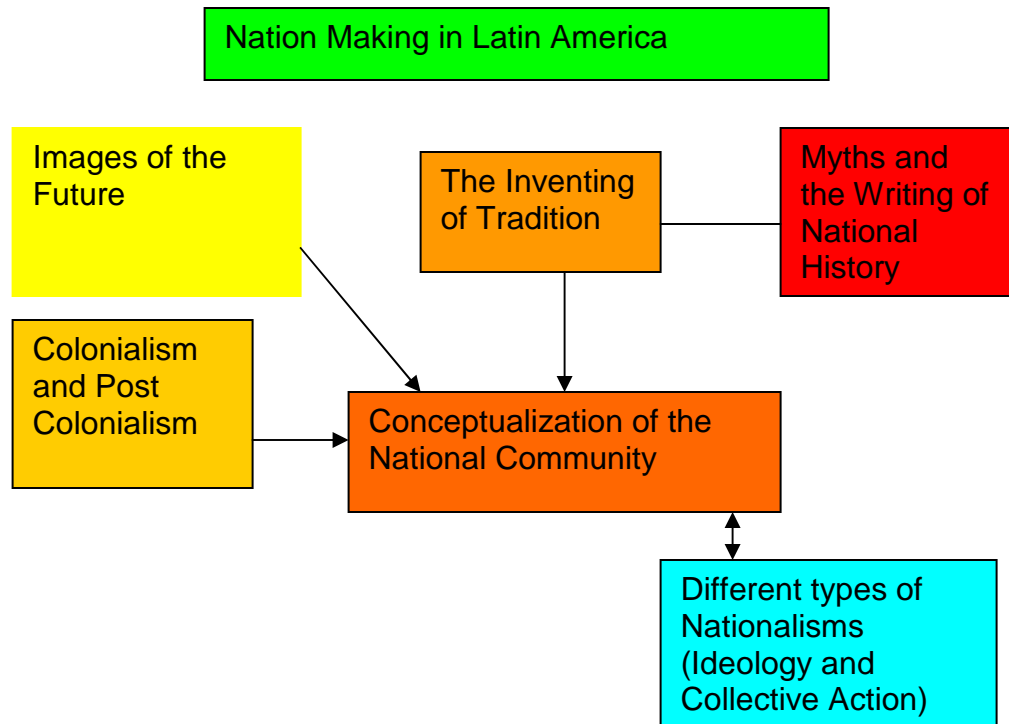 Nation Making in Latin America
Images of the
Future
The Inventing
of Tradition
Myths and
the Writing of
National
History
Colonialism
and Post
Colonialism
Conceptualization of the
National Community
Different types of
Nationalisms
(Ideology and
Collective Action)